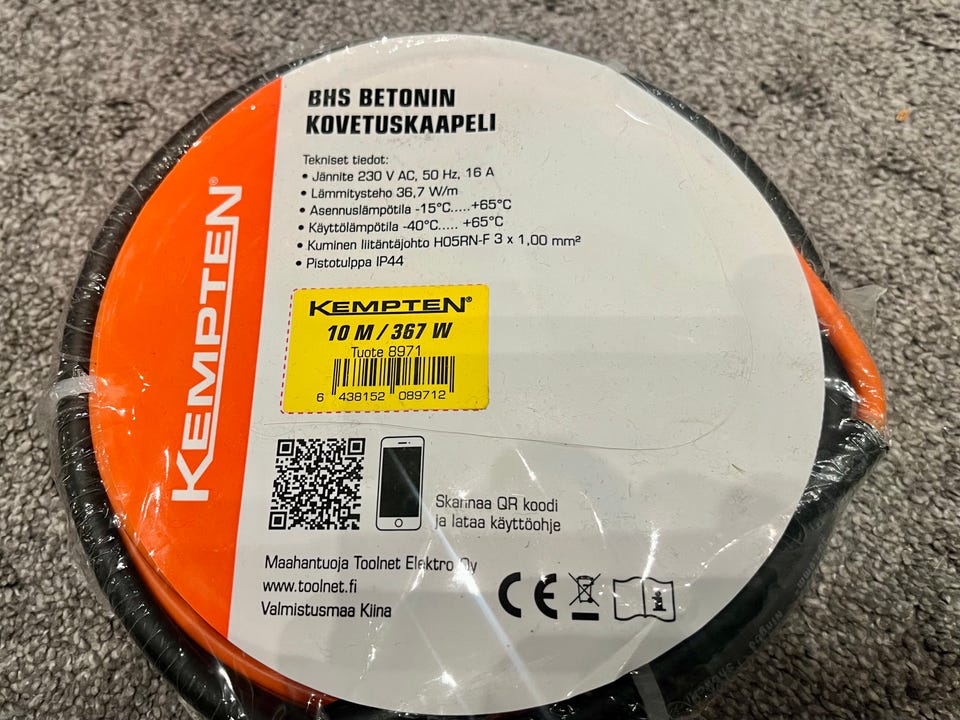 BHS BETONIN
KOVETUSKAAPELI
Tekniset tiedot:
• Jännite 230 V AC, 50 Hz, 16 A
• Lämmitysteho 36,7 W/m
• Asennuslämpötila -15°C.....+65°C
• Käyttölämpötila -40°C..... +65°C
• Kuminen liitäntäjohto H05RN-F 3 x 1,00 mm²
• Pistotulppa IP44
KEMPTEN®
KEMPTEN®
10 M / 367 W
Tuote 8971
6 438152 089712
Skannaa QR koodi
ja lataa käyttöohje
Maahantuoja Toolnet Elektro Oy
www.toolnet.fi
Valmistusmaa Kiina
CE